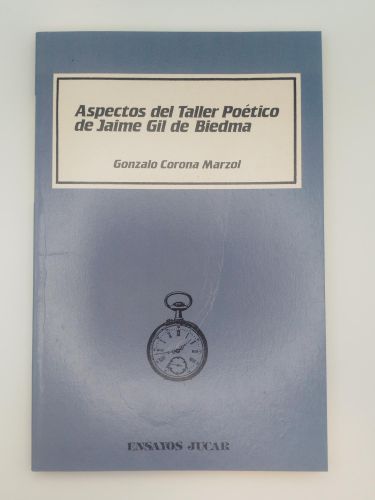 Aspectos del Taller Poético
de Jaime Gil de Biedma
Gonzalo Corona Marzol
ENSAYOS JUCAR